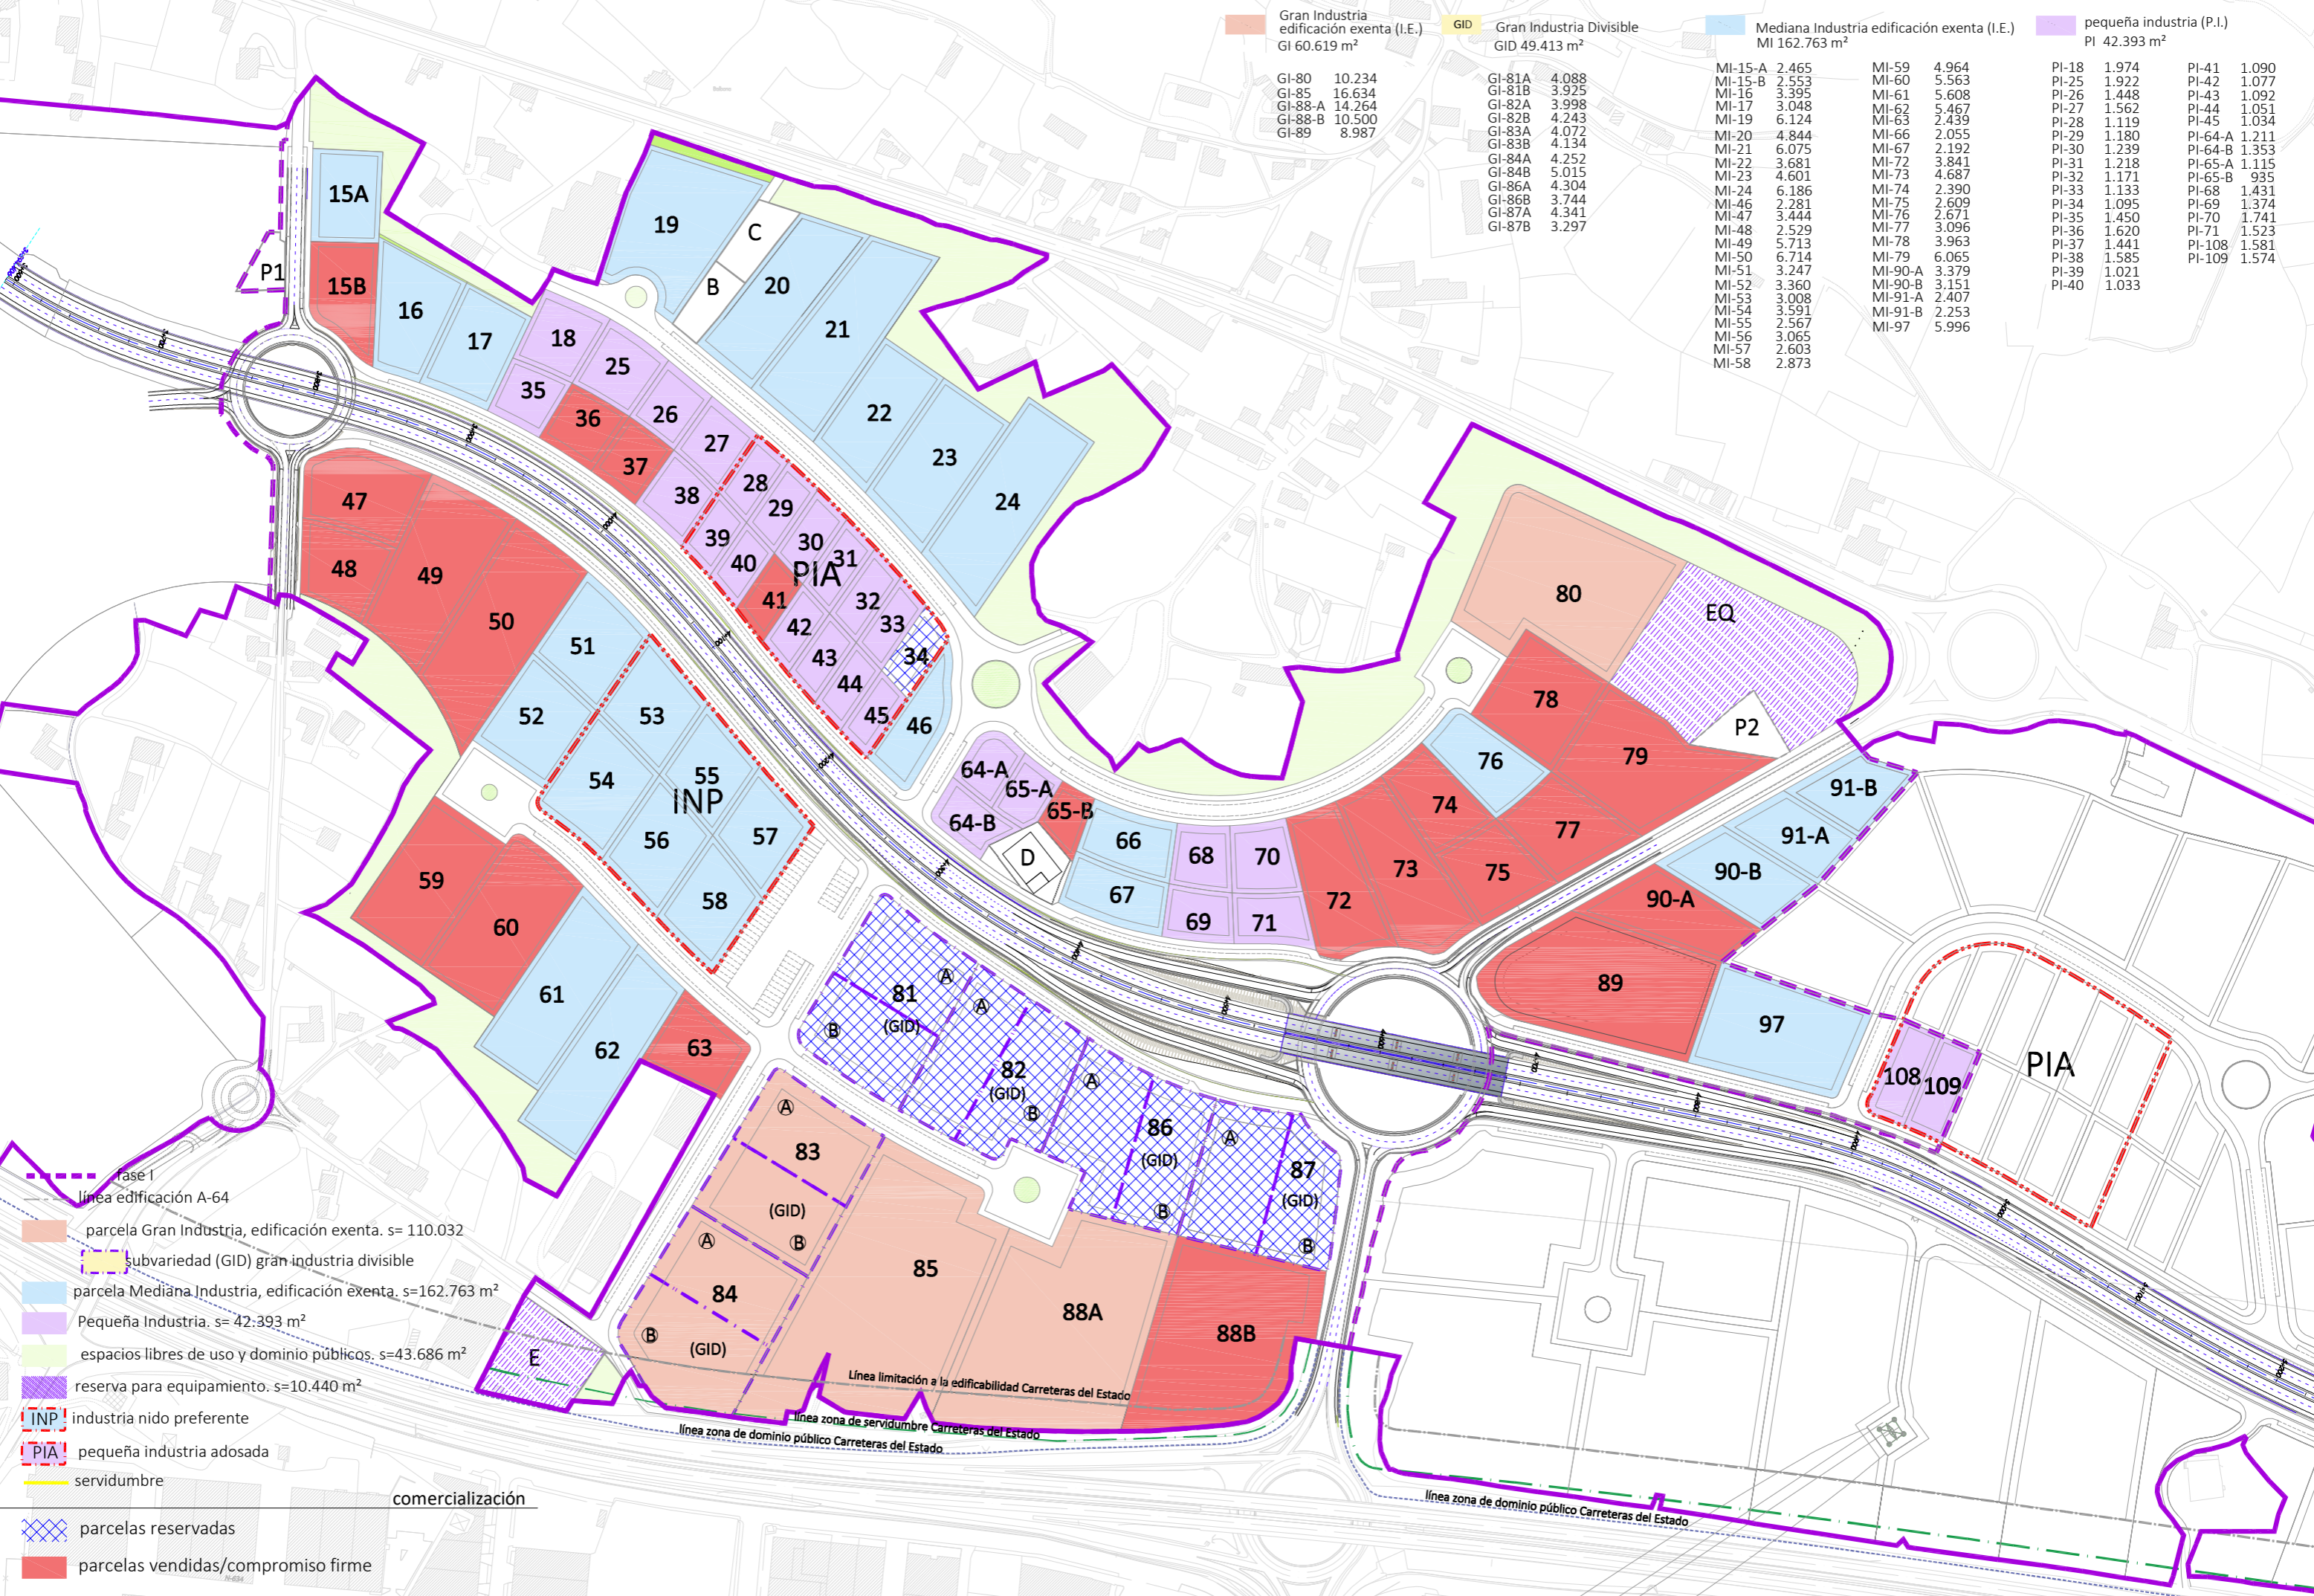 Gran Industria
edificación exenta (I.E.)
GI 60.619 m²
GI-80 10.234
GI-85 16.634
GI-88-A 14.264
GI-88-B 10.500
GI-89 8.987
GID
Gran Industria Divisible
GID 49.413 m²
GI-81A 4.088
GI-81B 3.925
GI-82A 3.998
GI-82B 4.243
GI-83A 4.072
GI-83B 4.134
GI-84A 4.252
GI-84B 5.015
GI-86A 4.304
GI-86B 3.744
GI-87A 4.341
GI-87B 3.297
Mediana Industria edificación exenta (I.E.)
MI 162.763 m²
MI-15-A 2.465
MI-15-B 2.553
MI-16 3.395
MI-17 3.048
MI-19 6.124
MI-20 4.844
MI-21 6.075
MI-22 3.681
MI-23 4.601
MI-24 6.186
MI-46 2.281
MI-47 3.444
MI-48 2.529
MI-49 5.713
MI-50 6.714
MI-51 3.247
MI-52 3.360
MI-53 3.008
MI-54 3.591
MI-55 2.567
MI-56 3.065
MI-57 2.603
MI-58 2.873
MI-59 4.964
MI-60 5.563
MI-61 5.608
MI-62 5.467
MI-63 2.439
MI-66 2.055
MI-67 2.192
MI-72 3.841
MI-73 4.687
MI-74 2.390
MI-75 2.609
MI-76 2.671
MI-77 3.096
MI-78 3.963
MI-79 6.065
MI-90-A 3.379
MI-90-B 3.151
MI-91-A 2.407
MI-91-B 2.253
MI-97 5.996
pequeña industria (P.I.)
PI 42.393 m²
PI-18 1.974
PI-25 1.922
PI-26 1.448
PI-27 1.562
PI-28 1.119
PI-29 1.180
PI-30 1.239
PI-31 1.218
PI-32 1.171
PI-33 1.133
PI-34 1.095
PI-35 1.450
PI-36 1.620
PI-37 1.441
PI-38 1.585
PI-39 1.021
PI-40 1.033
PI-41 1.090
PI-42 1.077
PI-43 1.092
PI-44 1.051
PI-45 1.034
PI-64-A 1.211
PI-64-B 1.353
PI-65-A 1.115
PI-65-B 935
PI-68 1.431
PI-69 1.374
PI-70 1.741
PI-71 1.523
PI-108 1.581
PI-109 1.574
15A
15B
P1
16
17
18
19
C
B
20
21
22
23
24
25
26
27
35
36
37
38
28
29
30
31
32
33
34
39
40
PIA
41
42
43
44
45
46
47
48
49
50
51
52
53
54
55
INP
56
57
58
59
60
61
62
63
64-A
65-A
64-B
65-B
D
66
67
68
69
70
71
72
73
74
75
76
77
78
79
80
EQ
P2
91-B
91-A
90-B
90-A
89
97
108
109
PIA
81
(GID)
A
B
82
(GID)
A
B
86
(GID)
A
B
87
(GID)
A
B
83
(GID)
A
B
84
(GID)
A
B
85
88A
88B
E
Línea limitación a la edificabilidad Carreteras del Estado
línea zona de servidumbre Carreteras del Estado
línea zona de dominio público Carreteras del Estado
línea zona de dominio público Carreteras del Estado
fase I
línea edificación A-64
parcela Gran Industria, edificación exenta. s= 110.032
subvariedad (GID) gran industria divisible
parcela Mediana Industria, edificación exenta. s=162.763 m²
Pequeña Industria. s= 42.393 m²
espacios libres de uso y dominio públicos. s=43.686 m²
reserva para equipamiento. s=10.440 m²
INP industria nido preferente
PIA pequeña industria adosada
servidumbre
comercialización
parcelas reservadas
parcelas vendidas/compromiso firme
N-634